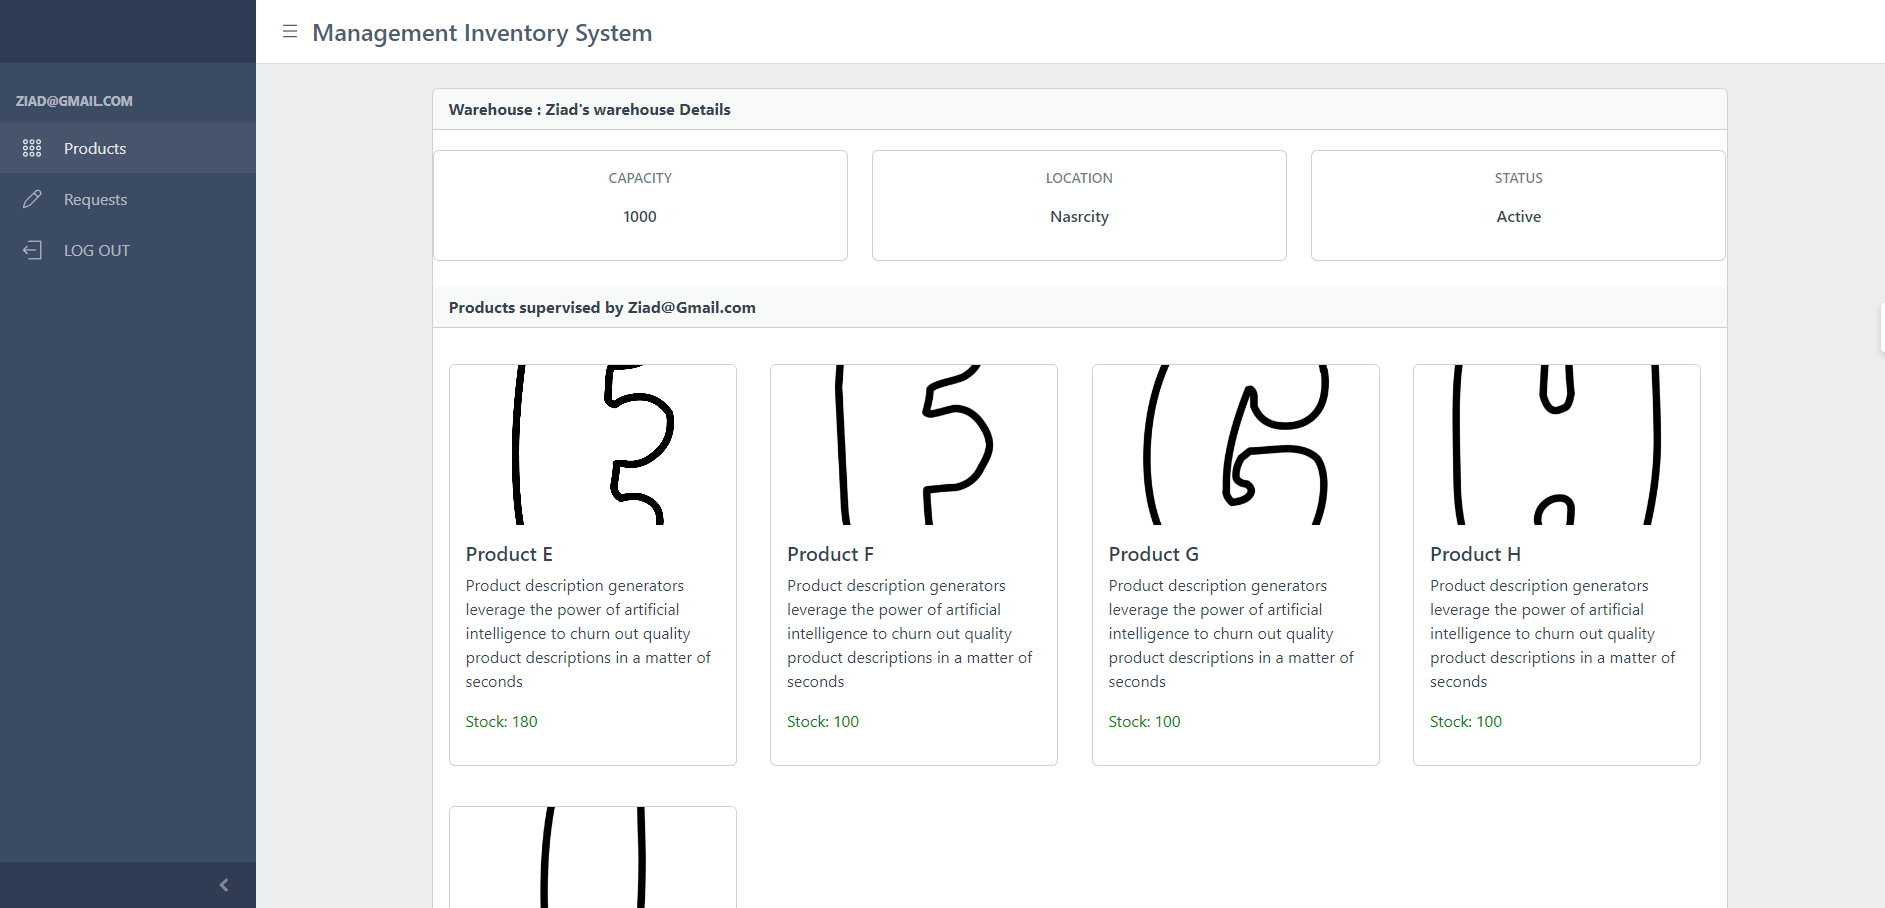 Management Inventory System
ZIAD@GMAIL.COM
Products
Requests
LOG OUT
Warehouse : Ziad's warehouse Details
CAPACITY
1000
LOCATION
Nasrcity
STATUS
Active
Products supervised by Ziad@Gmail.com
Product E
Product description generators
leverage the power of artificial
intelligence to churn out quality
product descriptions in a matter of
seconds
Stock: 180
Product F
Product description generators
leverage the power of artificial
intelligence to churn out quality
product descriptions in a matter of
seconds
Stock: 100
Product G
Product description generators
leverage the power of artificial
intelligence to churn out quality
product descriptions in a matter of
seconds
Stock: 100
Product H
Product description generators
leverage the power of artificial
intelligence to churn out quality
product descriptions in a matter of
seconds
Stock: 100